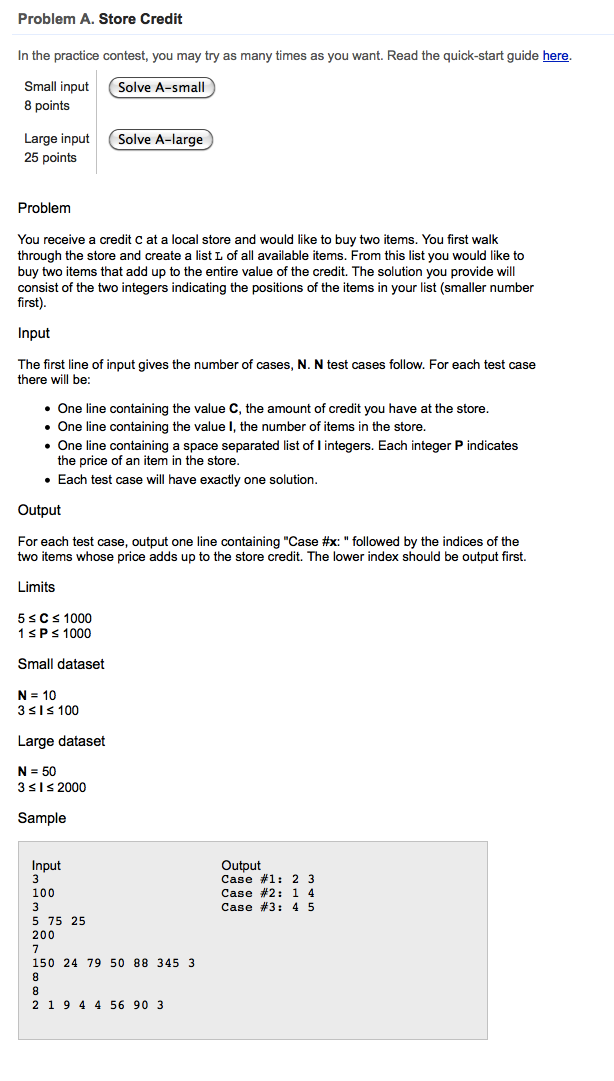 Problem A. Store Credit
In the practice contest, you may try as many times as you want. Read the quick-start guide here.
Small input
8 points
Solve A-small
Large input
25 points
Solve A-large
Problem
You receive a credit C at a local store and would like to buy two items. You first walk
through the store and create a list L of all available items. From this list you would like to
buy two items that add up to the entire value of the credit. The solution you provide will
consist of the two integers indicating the positions of the items in your list (smaller number
first).
Input
The first line of input gives the number of cases, N. N test cases follow. For each test case
there will be:
• One line containing the value C, the amount of credit you have at the store.
• One line containing the value I, the number of items in the store.
• One line containing a space separated list of I integers. Each integer P indicates
the price of an item in the store.
• Each test case will have exactly one solution.
Output
For each test case, output one line containing "Case #x: " followed by the indices of the
two items whose price adds up to the store credit. The lower index should be output first.
Limits
5 ≤ C ≤ 1000
1 ≤ P ≤ 1000
Small dataset
N = 10
3 ≤ I ≤ 100
Large dataset
N = 50
3 ≤ I ≤ 2000
Sample
Input
3
100
3
5 75 25
200
7
150 24 79 50 88 345 3
8
8
2 1 9 4 4 56 90 3
Output
Case #1: 2 3
Case #2: 1 4
Case #3: 4 5